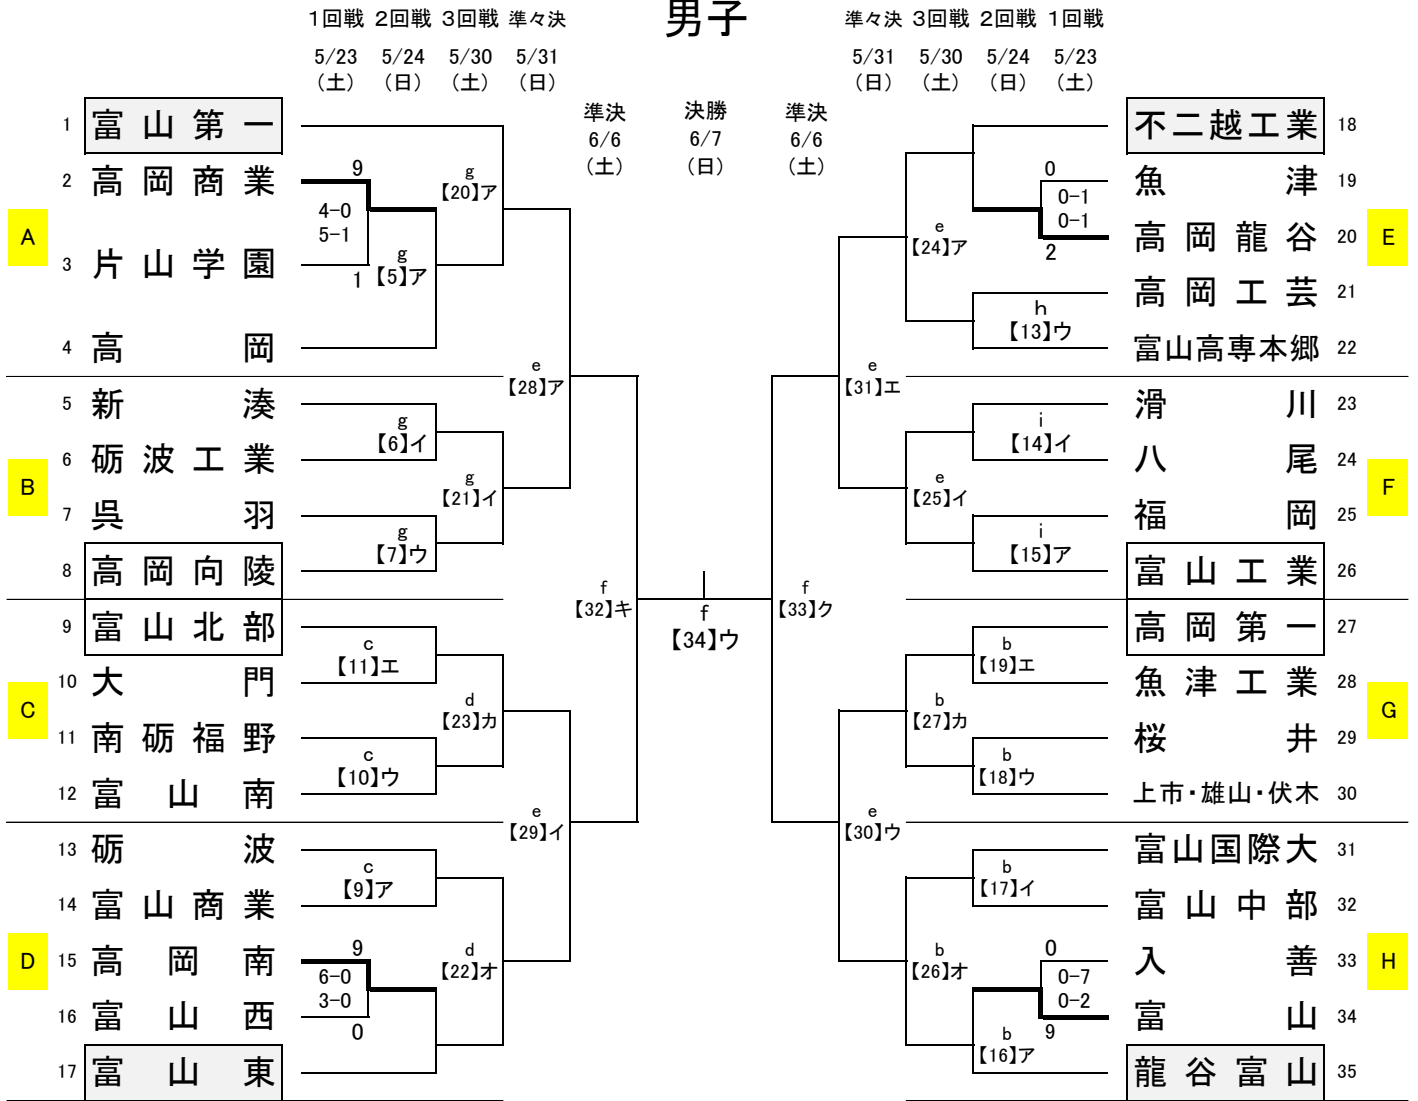 男子
1回戦 2回戦 3回戦 準々決
準々決 3回戦 2回戦 1回戦
5/23 5/24 5/30 5/31
5/31 5/30 5/24 5/23
(土) (日) (土) (日)
(日) (土) (日) (土)
準決 決勝 準決
6/6 6/7 6/6
(土) (日) (土)
A
1 富山第一
2 高岡商業
3 片山学園
4 高岡
9
4-0
5-1
1
g
【5】ア
g
【20】ア
B
5 新湊
6 砺波工業
7 呉羽
8 高岡向陵
g
【6】イ
g
【7】ウ
g
【21】イ
e
【28】ア
C
9 富山北部
10 大門
11 南砺福野
12 富山南
c
【11】エ
c
【10】ウ
d
【23】カ
D
13 砺波
14 富山商業
15 高岡南
16 富山西
17 富山東
c
【9】ア
9
6-0
3-0
0
d
【22】オ
e
【29】イ
f
【32】キ
f
【34】ウ
f
【33】ク
E
不二越工業 18
魚津 19
高岡龍谷 20
高岡工芸 21
富山高専本郷 22
0
0-1
0-1
2
e
【24】ア
h
【13】ウ
e
【31】エ
F
滑川 23
八尾 24
福岡 25
富山工業 26
i
【14】イ
i
【15】ア
e
【25】イ
G
高岡第一 27
魚津工業 28
桜井 29
上市・雄山・伏木 30
b
【19】エ
b
【18】ウ
b
【27】カ
e
【30】ウ
H
富山国際大 31
富山中部 32
入善 33
富山 34
龍谷富山 35
b
【17】イ
0
0-7
0-2
9
b
【16】ア
b
【26】オ